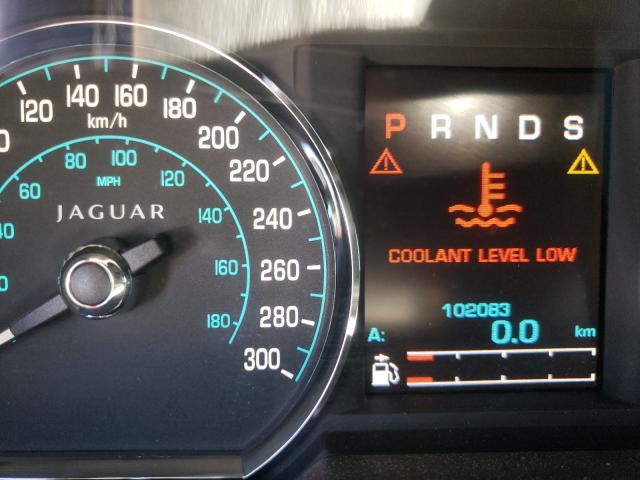 120 140 160 180 200 220 240 260 280 300
km/h
40 60 80 100 120 140 160 180
MPH
JAGUAR
P R N D S
COOLANT LEVEL LOW
102083
A: 0.0 km